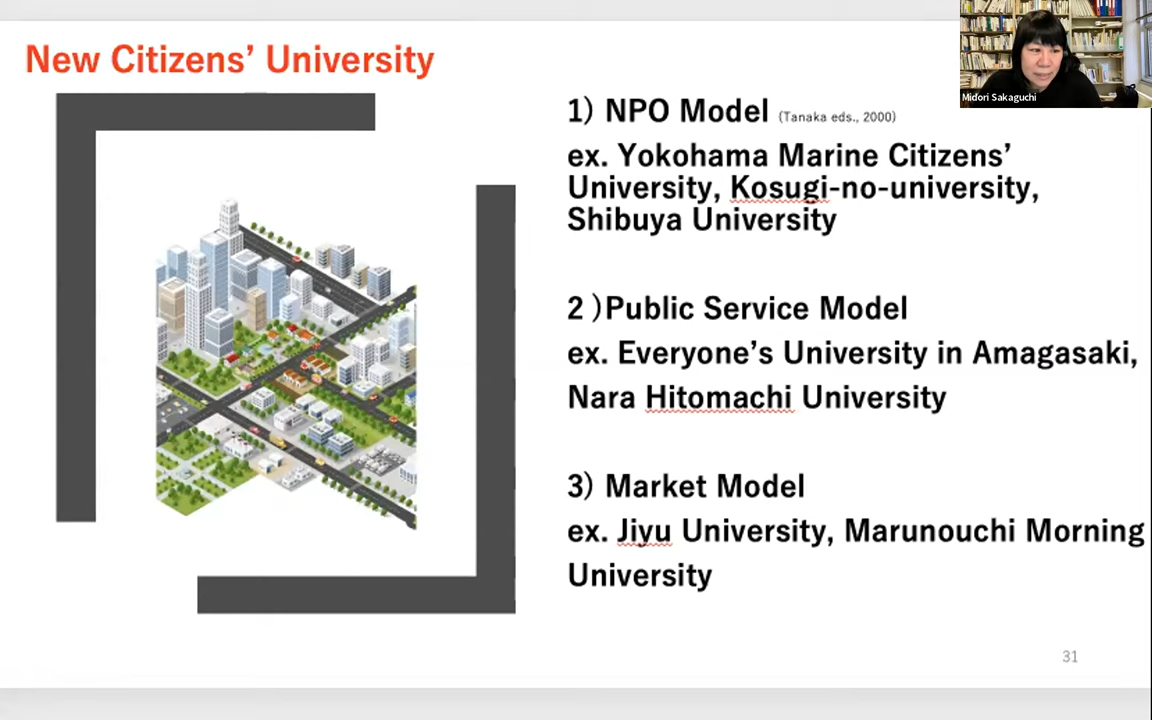 New Citizens’ University
Midori Sakaguchi
1) NPO Model (Tanaka eds., 2000)
ex. Yokohama Marine Citizens’
University, Kosugi-no-university,
Shibuya University
2 )Public Service Model
ex. Everyone’s University in Amagasaki,
Nara Hitomachi University
3) Market Model
ex. Jiyu University, Marunouchi Morning
University
31